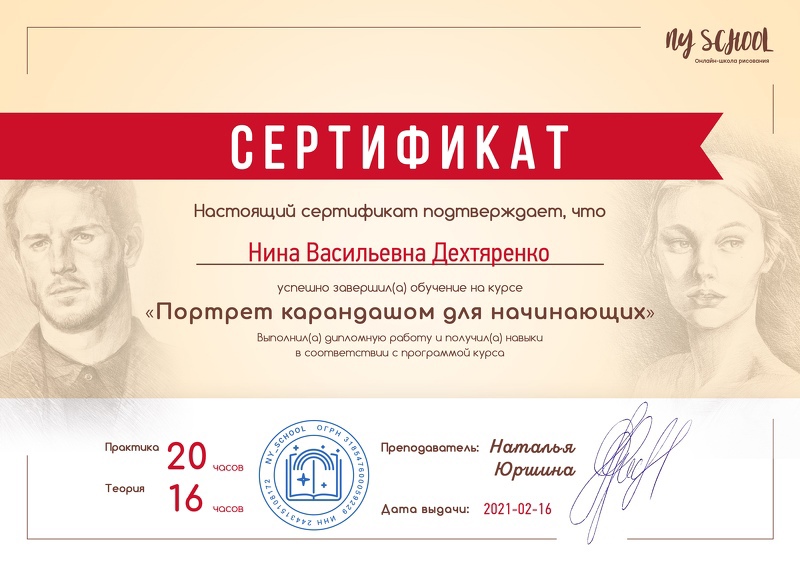 NY SCHOOL
Онлайн-школа рисования
СЕРТИФИКАТ
Настоящий сертификат подтверждает, что
Нина Васильевна Дехтяренко
успешно завершил(а) обучение на курсе
«Портрет карандашом для начинающих»
Выполнил(а) дипломную работу и получил(а) навыки
в соответствии с программой курса
Практика 20 часов
Теория 16 часов
NY_SCHOOL ОГРН 318547600059229 ИНН 244315108172
Преподаватель: Наталья
Юршина
Дата выдачи: 2021-02-16